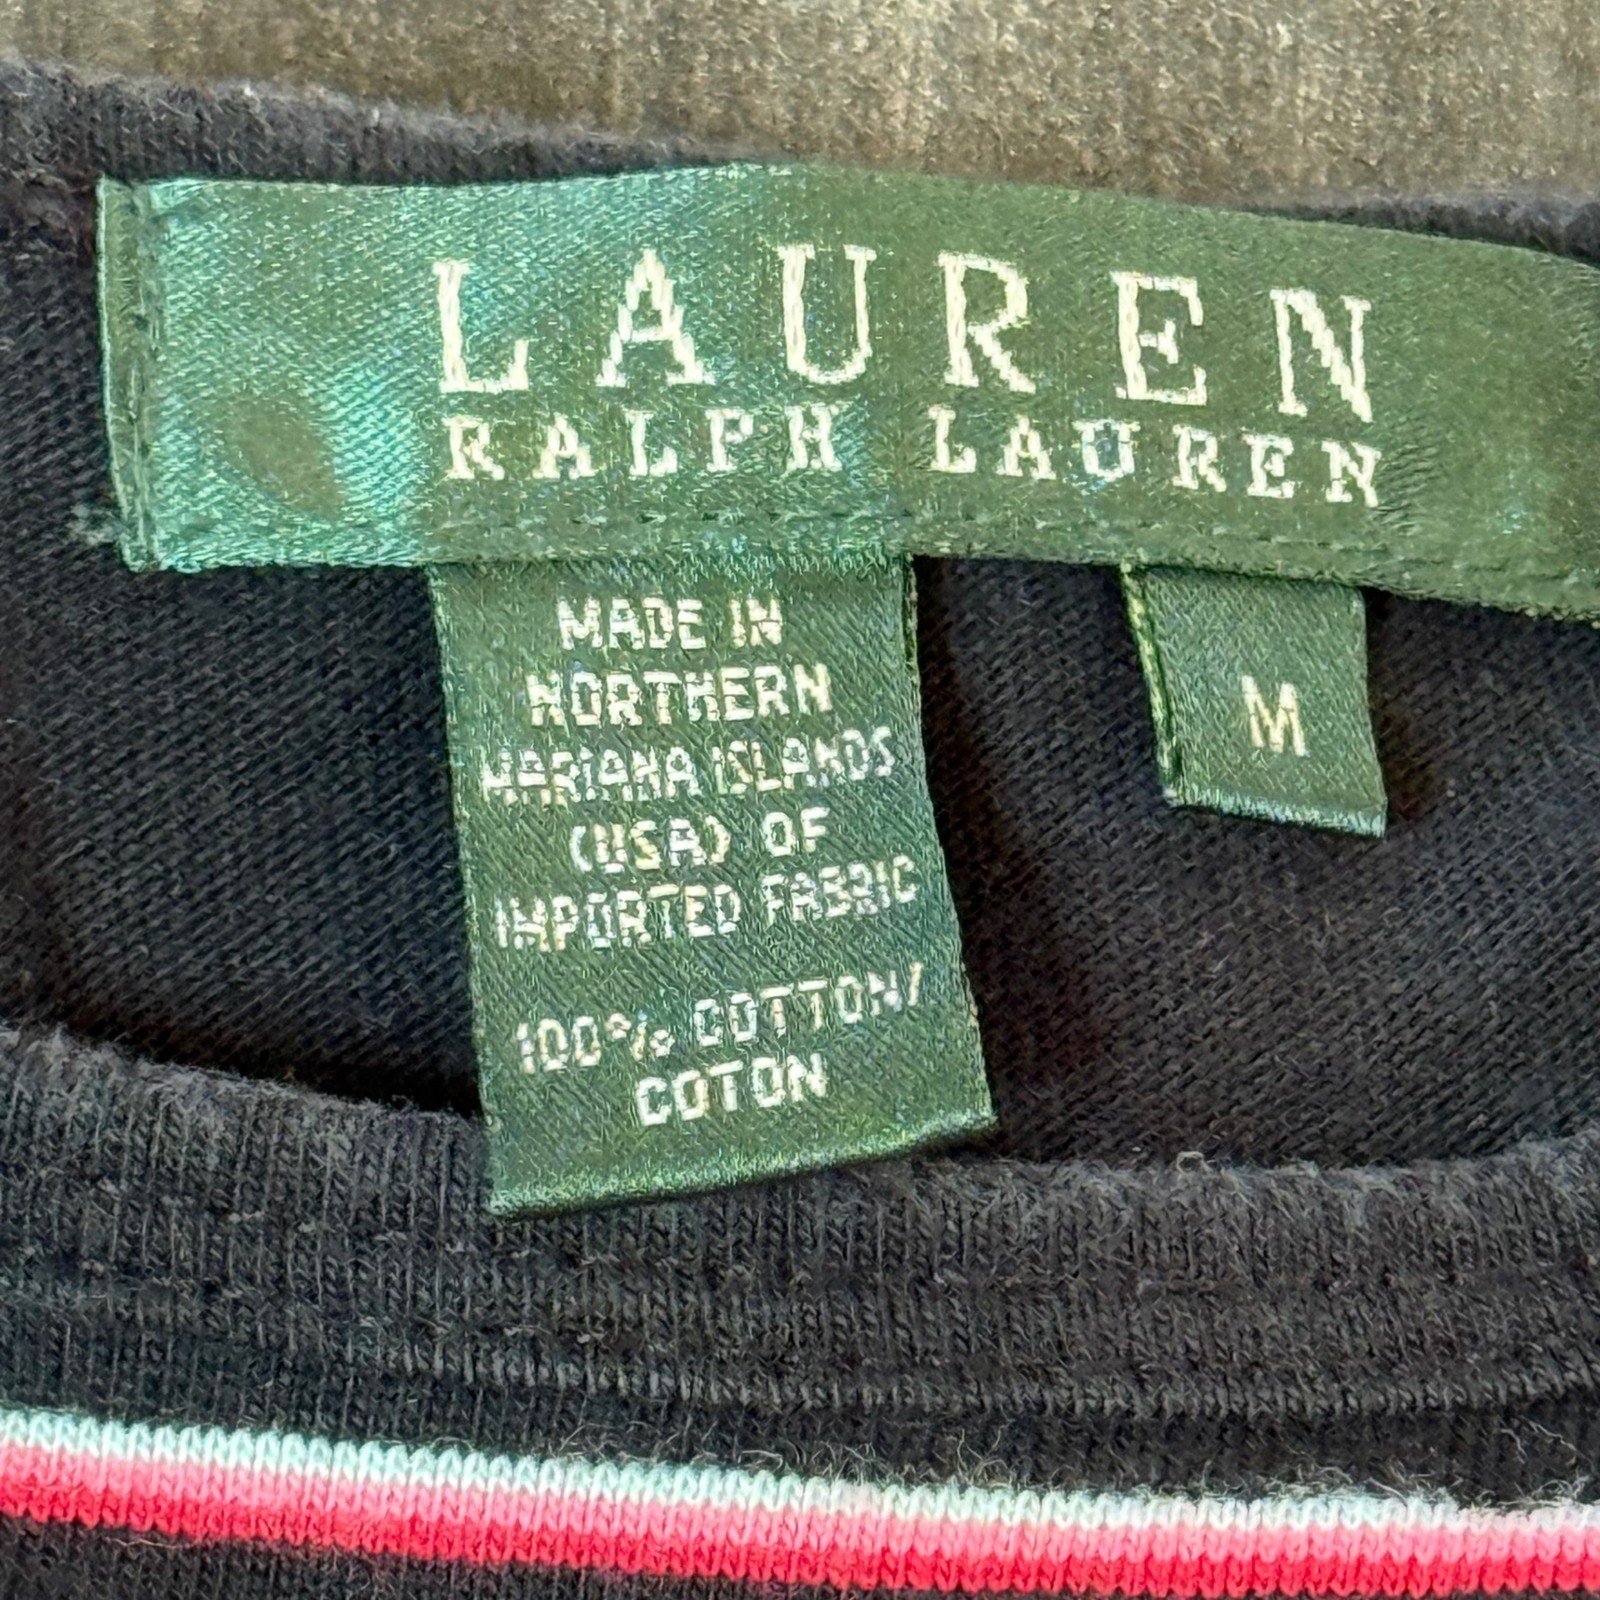 LAUREN
RALPH LAUREN
MADE IN
NORTHERN
MARIANA ISLANDS
(USA) OF
IMPORTED FABRIC
100% COTTON/
COTON
M